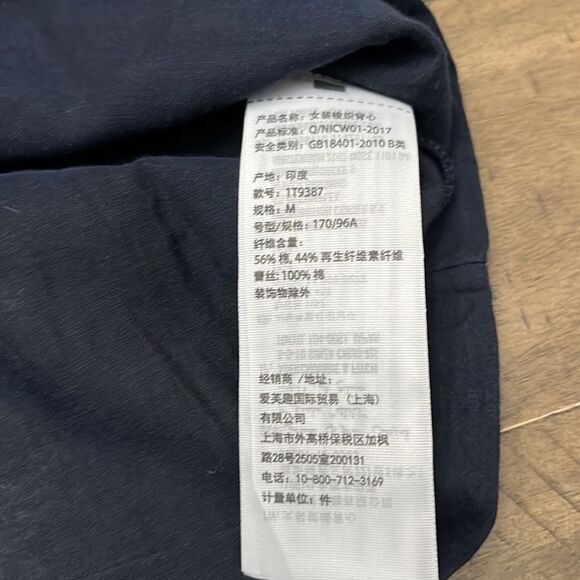 产品名称: 女装梭织背心
产品标准: Q/NICW01-2017
安全类别: GB18401-2010 B类
产地: 印度
款号: 1T9387
规格: M
号型/规格: 170/96A
纤维含量:
56% 棉, 44% 再生纤维素纤维
蕾丝: 100% 棉
装饰物除外
经销商 /地址:
爱芙趣国际贸易 (上海)
有限公司
上海市外高桥保税区加枫
路28号2505室200131
电话: 10-800-712-3169
计量单位: 件